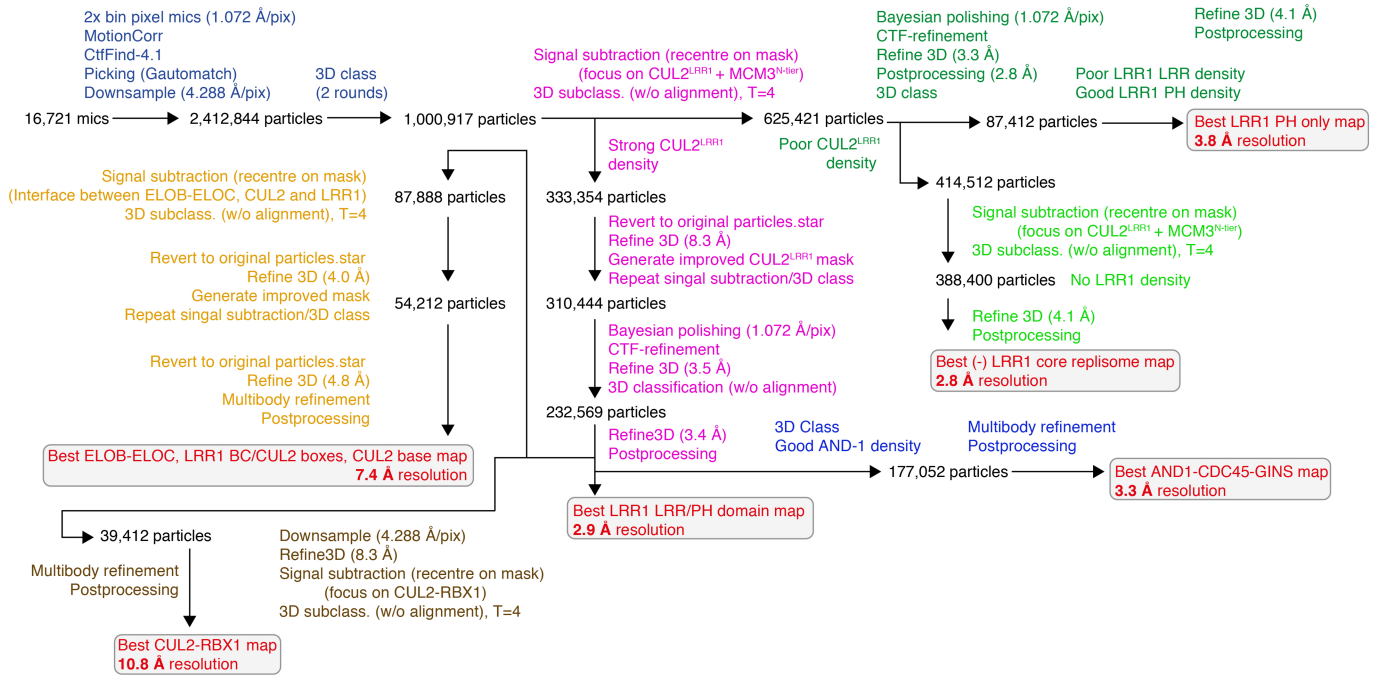 2x bin pixel mics (1.072 Å/pix)
MotionCorr
CtfFind-4.1
Picking (Gautomatch)
Downsample (4.288 Å/pix)
3D class
(2 rounds)
Signal subtraction (recentre on mask)
(focus on CUL2LRR1 + MCM3N-tier)
3D subclass. (w/o alignment), T=4
Bayesian polishing (1.072 Å/pix)
CTF-refinement
Refine 3D (3.3 Å)
Postprocessing (2.8 Å)
3D class
Poor LRR1 LRR density
Good LRR1 PH density
Refine 3D (4.1 Å)
Postprocessing
16,721 mics
2,412,844 particles
1,000,917 particles
625,421 particles
87,412 particles
Best LRR1 PH only map
3.8 Å resolution
Strong CUL2LRR1
density
Poor CUL2LRR1
density
Signal subtraction (recentre on mask)
(Interface between ELOB-ELOC, CUL2 and LRR1)
3D subclass. (w/o alignment), T=4
87,888 particles
333,354 particles
414,512 particles
Signal subtraction (recentre on mask)
(focus on CUL2LRR1 + MCM3N-tier)
3D subclass. (w/o alignment), T=4
Revert to original particles.star
Refine 3D (8.3 Å)
Generate improved CUL2LRR1 mask
Repeat singal subtraction/3D class
Revert to original particles.star
Refine 3D (4.0 Å)
Generate improved mask
Repeat singal subtraction/3D class
388,400 particles
No LRR1 density
54,212 particles
310,444 particles
Refine 3D (4.1 Å)
Postprocessing
Bayesian polishing (1.072 Å/pix)
CTF-refinement
Refine 3D (3.5 Å)
3D classification (w/o alignment)
Best (-) LRR1 core replisome map
2.8 Å resolution
Revert to original particles.star
Refine 3D (4.8 Å)
Multibody refinement
Postprocessing
232,569 particles
Refine3D (3.4 Å)
Postprocessing
3D Class
Good AND-1 density
Multibody refinement
Postprocessing
Best ELOB-ELOC, LRR1 BC/CUL2 boxes, CUL2 base map
7.4 Å resolution
177,052 particles
Best AND1-CDC45-GINS map
3.3 Å resolution
Best LRR1 LRR/PH domain map
2.9 Å resolution
39,412 particles
Downsample (4.288 Å/pix)
Refine3D (8.3 Å)
Signal subtraction (recentre on mask)
(focus on CUL2-RBX1)
3D subclass. (w/o alignment), T=4
Multibody refinement
Postprocessing
Best CUL2-RBX1 map
10.8 Å resolution